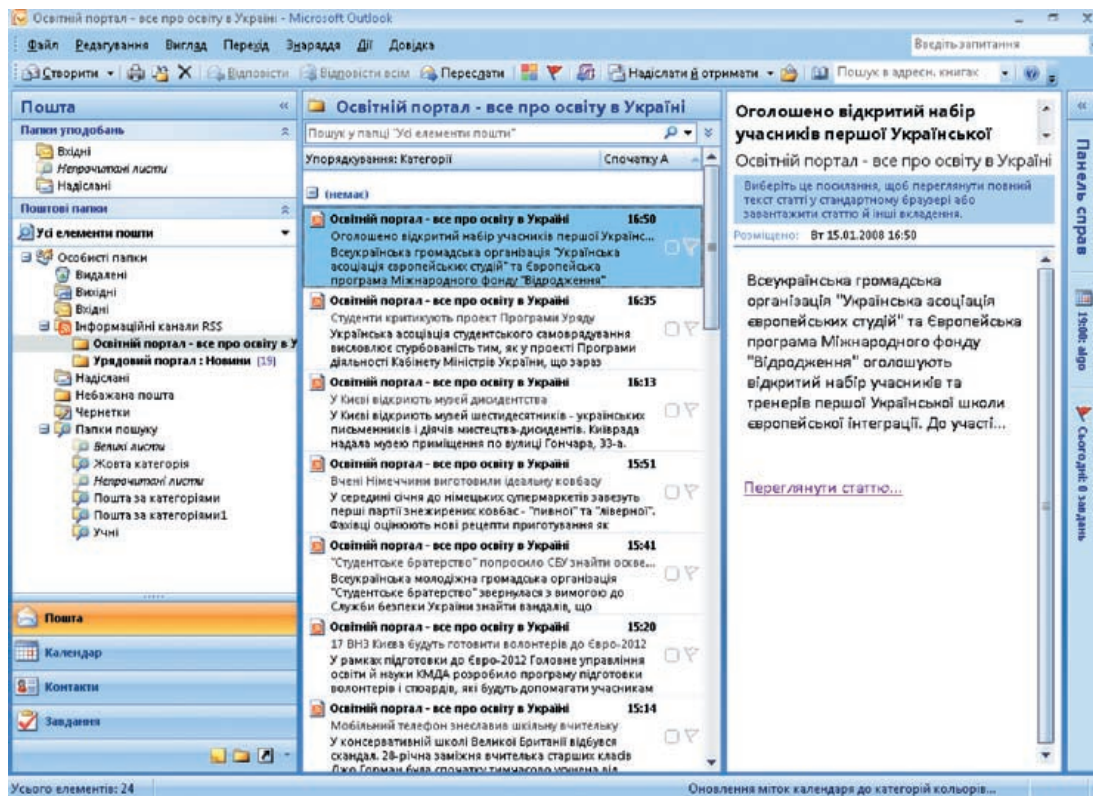 Освітній портал - все про освіту в Україні - Microsoft Outlook
Файл Редагування Вигляд Перехід Знаряддя Дії Довідка
Введіть запитання
Створити Відповісти Відповісти всім Переслати Надіслати й отримати Пошук в адресн. книгах
Пошта
Папки уподобань
Вхідні
Непрочитані листи
Надіслані
Поштові папки
Усі елементи пошти
Особисті папки
Видалені
Вихідні
Вхідні
Інформаційні канали RSS
Освітній портал - все про освіту в У
Урядовий портал : Новини (19)
Надіслані
Небажана пошта
Чернетки
Папки пошуку
Великі листи
Жовта категорія
Непрочитані листи
Пошта за категоріями
Пошта за категоріями1
Учні
Пошта
Календар
Контакти
Завдання
Освітній портал - все про освіту в Україні
Пошук у папці "Усі елементи пошти"
Упорядкування: Категорії Спочатку А
(немає)
Освітній портал - все про освіту в Україні 16:50
Оголошено відкритий набір учасників першої Українс...
Всеукраїнська громадська організація "Українська
асоціація європейських студій" та Європейська
програма Міжнародного фонду "Відродження"
Освітній портал - все про освіту в Україні 16:35
Студенти критикують проект Програми Уряду
Українська асоціація студентського самоврядування
висловлює стурбованість тим, як у проекті Програми
діяльності Кабінету Міністрів України, що зараз
Освітній портал - все про освіту в Україні 16:13
У Києві відкриють музей дисидентства
У Києві відкриють музей шестидесятників - українських
письменників і діячів мистецтва-дисидентів. Київрада
надала музею приміщення по вулиці Гончара, 33-а.
Освітній портал - все про освіту в Україні 15:51
Вчені Німеччини виготовили ідеальну ковбасу
У середині січня до німецьких супермаркетів завезуть
перші партії знежирених ковбас - "пивної" та "ліверної".
Фахівці оцінюють нові рецепти приготування як
Освітній портал - все про освіту в Україні 15:41
"Студентське братерство" попросило СБУ знайти оскве...
Всеукраїнська молодіжна громадська організація
"Студентське братерство" звернулася з вимогою до
Служби безпеки України знайти вандалів, що
Освітній портал - все про освіту в Україні 15:20
17 ВНЗ Києва будуть готовити волонтерів до Євро-2012
У рамках підготовки до Євро-2012 Головне управління
освіти й науки КМДА розробило програму підготовки
волонтерів і стюардів, які будуть допомагати учасникам
Освітній портал - все про освіту в Україні 15:14
Мобільний телефон знеславив шкільну вчительку
У консервативній школі Великої Британії відбувся
скандал. 28-річна заміжня вчителька старших класів
Джо Горман була спочатку тимчасово усунена від
Оголошено відкритий набір
учасників першої Української
Освітній портал - все про освіту в Україні
Виберіть це посилання, щоб переглянути повний
текст статті у стандартному браузері або
завантажити статтю й інші вкладення.
Розміщено: Вт 15.01.2008 16:50
Всеукраїнська громадська
організація "Українська асоціація
європейських студій" та Європейська
програма Міжнародного фонду
"Відродження" оголошують
відкритий набір учасників та
тренерів першої Української школи
європейської інтеграції. До участі...
Переглянути статтю...
Панель справ
19:00: algo
Сьогодні: 0 завдань
Усього елементів: 24
Оновлення міток календаря до категорій кольорів...